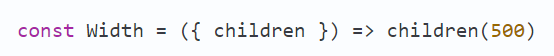 const Width = ({ children }) => children(500)